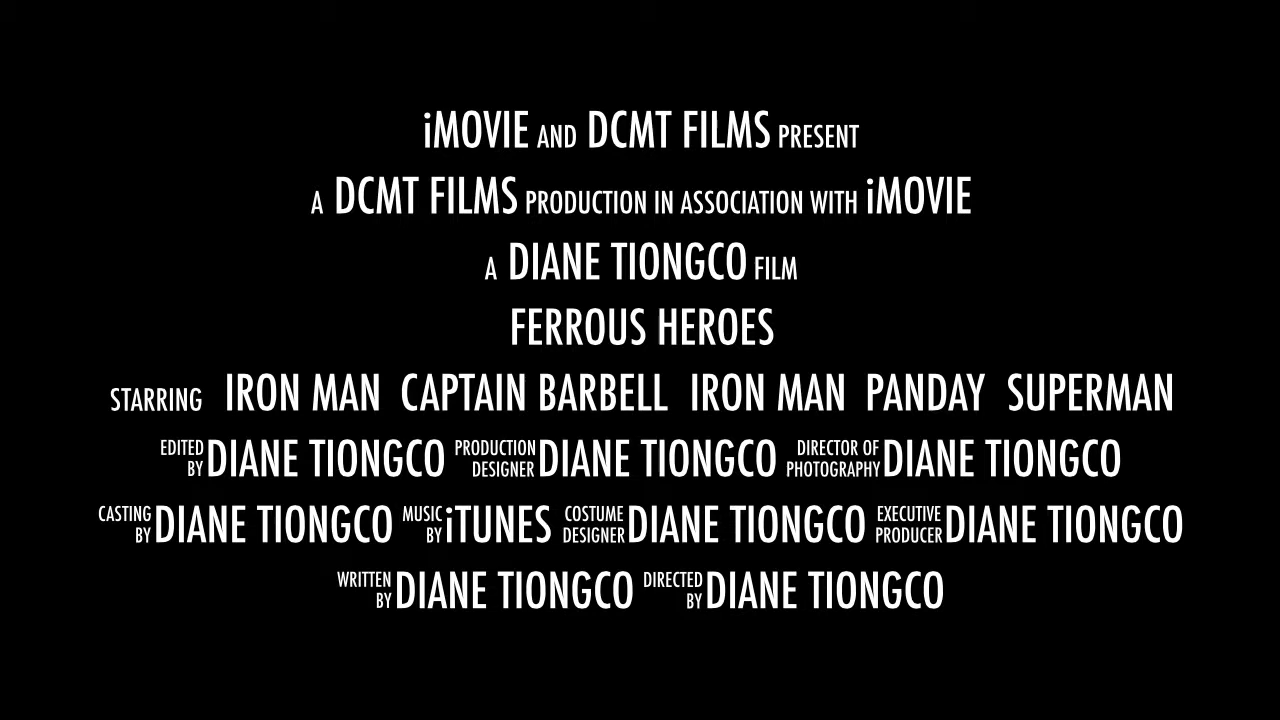 iMOVIE AND DCMT FILMS PRESENT
A DCMT FILMS PRODUCTION IN ASSOCIATION WITH iMOVIE
A DIANE TIONGCO FILM
FERROUS HEROES
STARRING IRON MAN CAPTAIN BARBELL IRON MAN PANDAY SUPERMAN
EDITED BY DIANE TIONGCO PRODUCTION DESIGNER DIANE TIONGCO DIRECTOR OF PHOTOGRAPHY DIANE TIONGCO
CASTING BY DIANE TIONGCO MUSIC BY iTUNES COSTUME DESIGNER DIANE TIONGCO EXECUTIVE PRODUCER DIANE TIONGCO
WRITTEN BY DIANE TIONGCO DIRECTED BY DIANE TIONGCO